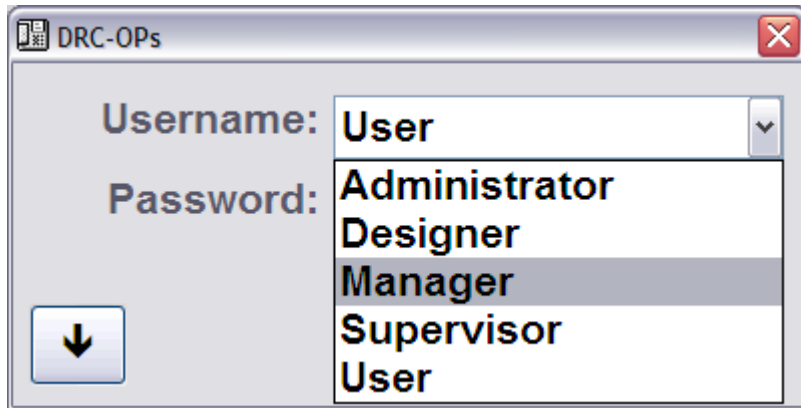 DRC-OPs
Username: User
Password: Administrator
Designer
Manager
Supervisor
User